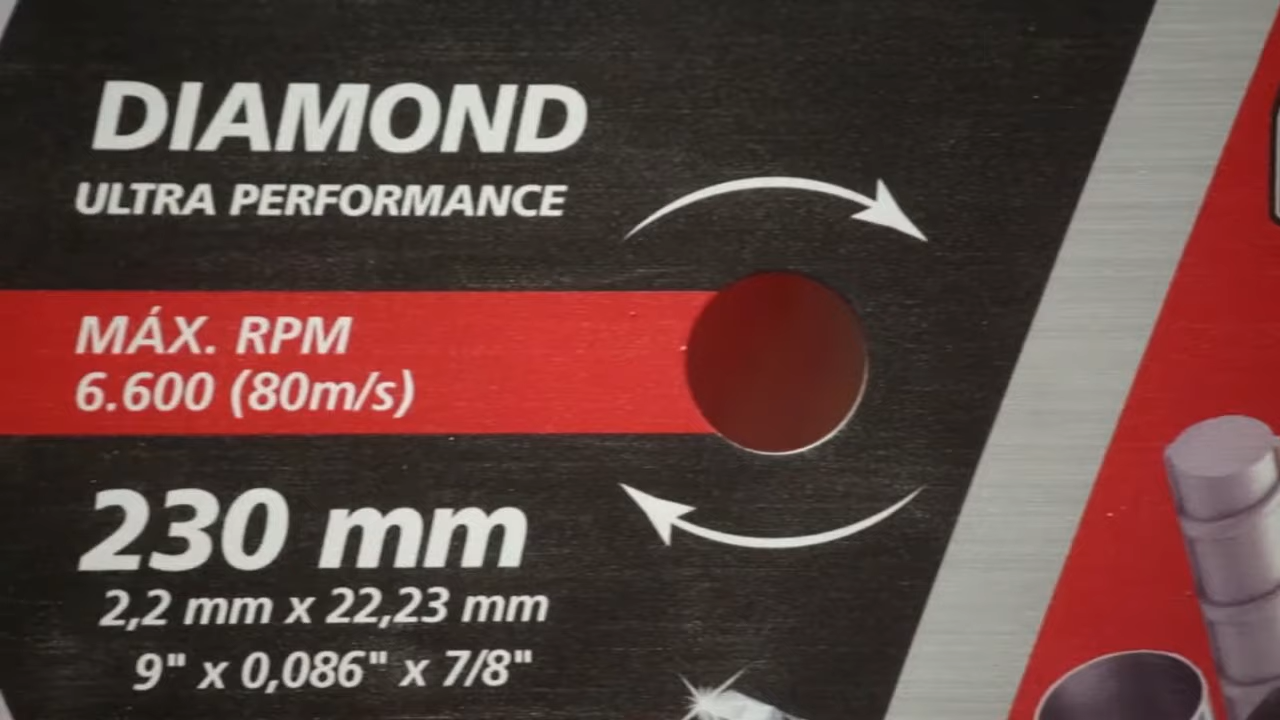 DIAMOND
ULTRA PERFORMANCE
MÁX. RPM
6.600 (80m/s)
230 mm
2,2 mm x 22,23 mm
9" x 0,086" x 7/8"